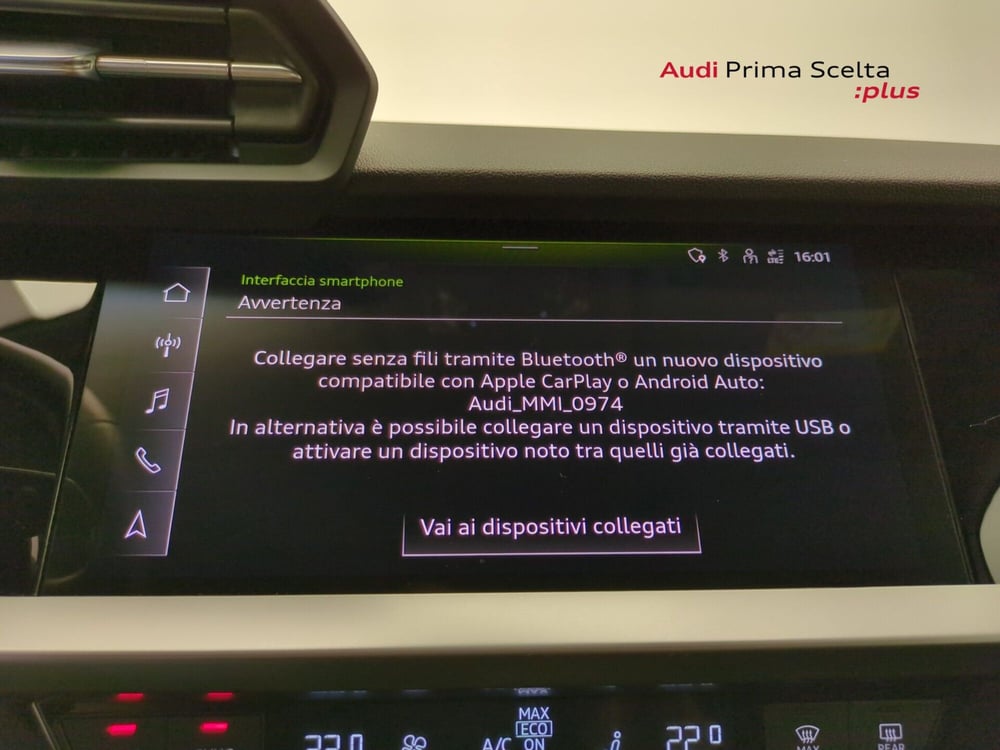 Audi Prima Scelta
:plus
16:01
Interfaccia smartphone
Avvertenza
Collegare senza fili tramite Bluetooth® un nuovo dispositivo
compatibile con Apple CarPlay o Android Auto:
Audi_MMI_0974
In alternativa è possibile collegare un dispositivo tramite USB o
attivare un dispositivo noto tra quelli già collegati.
Vai ai dispositivi collegati
MAX
ECO
A/C ON
22.0
MAX
REAR